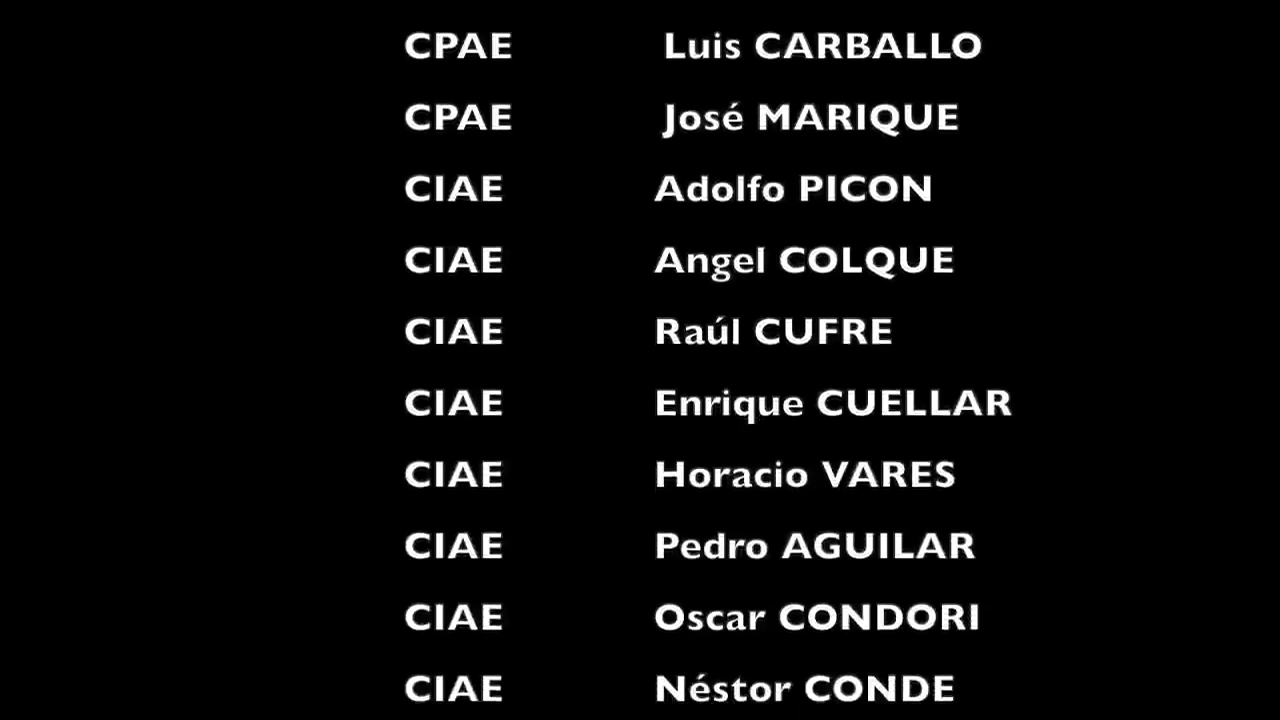 CPAE Luis CARBALLO
CPAE José MARIQUE
CIAE Adolfo PICON
CIAE Angel COLQUE
CIAE Raúl CUFRE
CIAE Enrique CUELLAR
CIAE Horacio VARES
CIAE Pedro AGUILAR
CIAE Oscar CONDORI
CIAE Néstor CONDE